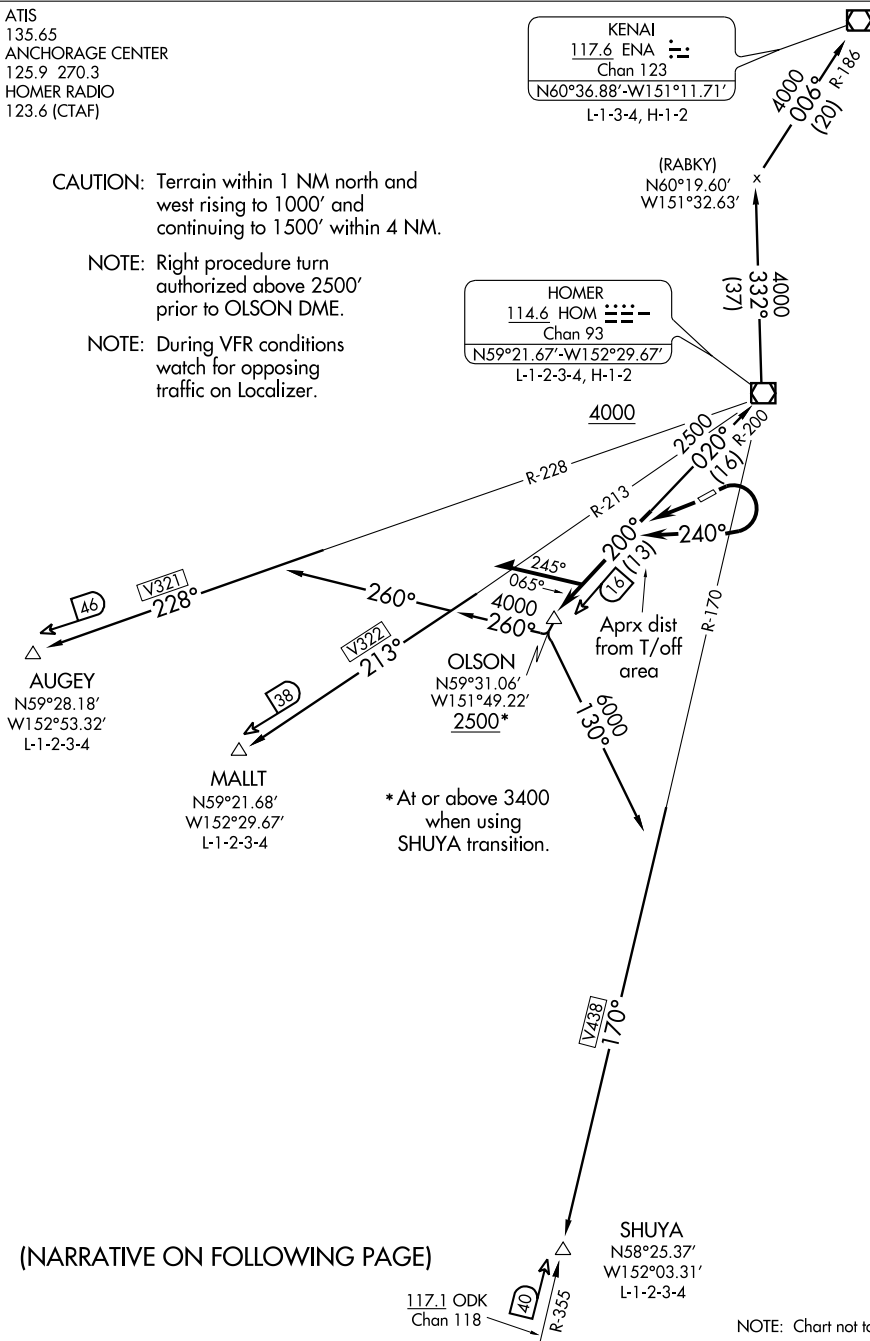 ATIS
135.65
ANCHORAGE CENTER
125.9 270.3
HOMER RADIO
123.6 (CTAF)
KENAI
117.6 ENA
Chan 123
N60°36.88′-W151°11.71′
L-1-3-4, H-1-2
R-186
4000
006°
(20)
(RABKY)
N60°19.60′
W151°32.63′
x
CAUTION: Terrain within 1 NM north and
west rising to 1000′ and
continuing to 1500′ within 4 NM.
NOTE: Right procedure turn
authorized above 2500′
prior to OLSON DME.
NOTE: During VFR conditions
watch for opposing
traffic on Localizer.
4000
332°
(37)
HOMER
114.6 HOM
Chan 93
N59°21.67′-W152°29.67′
L-1-2-3-4, H-1-2
4000
2500
020°
(16)
R-200
R-228
R-213
200°
(13)
240°
245°
065°
16
R-170
V321
228°
46
260°
4000
260°
V322
213°
38
Aprx dist
from T/off
area
AUGEY
N59°28.18′
W152°53.32′
L-1-2-3-4
OLSON
N59°31.06′
W151°49.22′
2500*
6000
130°
MALLT
N59°21.68′
W152°29.67′
L-1-2-3-4
*At or above 3400
when using
SHUYA transition.
V438
170°
(NARRATIVE ON FOLLOWING PAGE)
SHUYA
N58°25.37′
W152°03.31′
L-1-2-3-4
117.1 ODK
Chan 118
40
R-355
NOTE: Chart not to